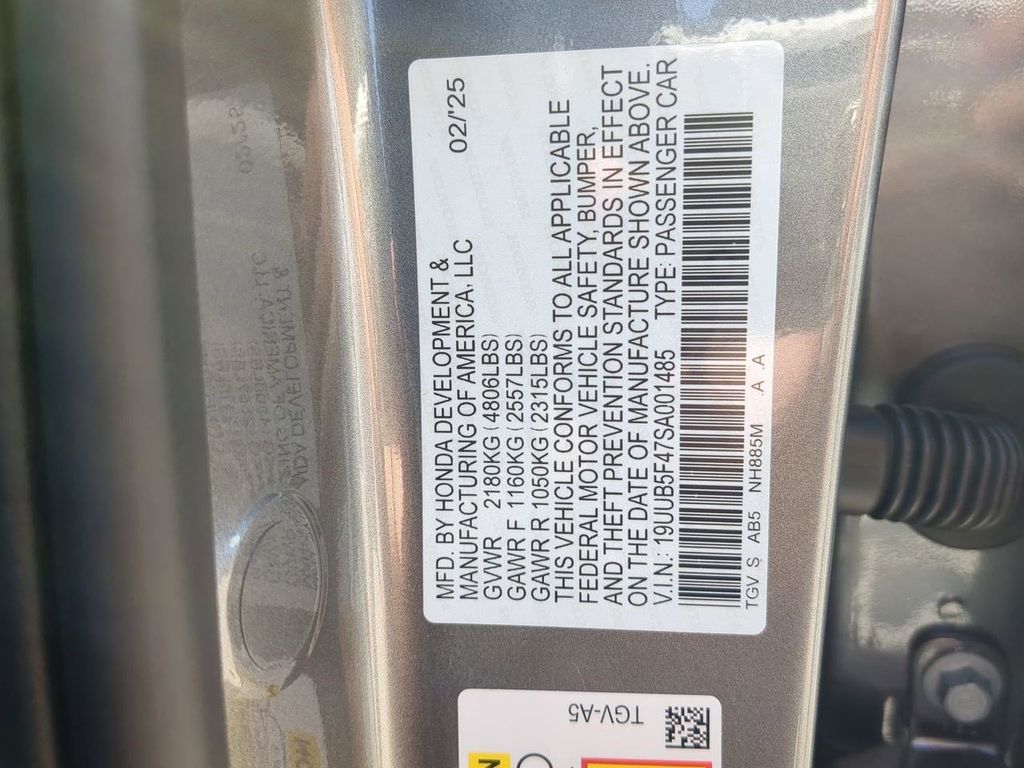 MFD. BY HONDA DEVELOPMENT &
MANUFACTURING OF AMERICA, LLC 02/'25
GVWR 2180KG (4806LBS)
GAWR F 1160KG (2557LBS)
GAWR R 1050KG (2315LBS)
THIS VEHICLE CONFORMS TO ALL APPLICABLE
FEDERAL MOTOR VEHICLE SAFETY, BUMPER,
AND THEFT PREVENTION STANDARDS IN EFFECT
ON THE DATE OF MANUFACTURE SHOWN ABOVE.
V.I.N.: 19UUB5F47SA001485 TYPE: PASSENGER CAR
TGV S AB5 NH885M .A .A
TGV-A5